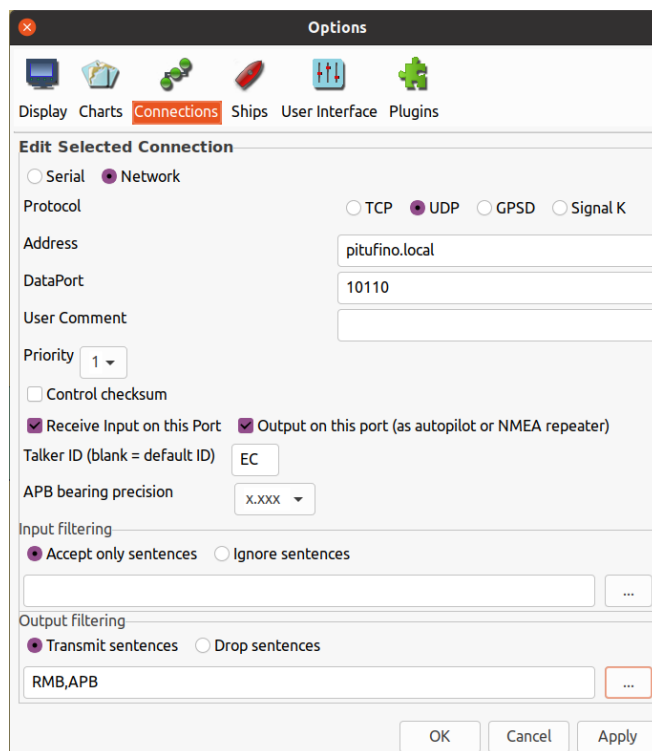 Options
Display Charts Connections Ships User Interface Plugins
Edit Selected Connection
Serial Network
Protocol TCP UDP GPSD Signal K
Address pitufino.local
DataPort 10110
User Comment
Priority 1
Control checksum
Receive Input on this Port Output on this port (as autopilot or NMEA repeater)
Talker ID (blank = default ID) EC
APB bearing precision x.xxx
Input filtering
Accept only sentences Ignore sentences
...
Output filtering
Transmit sentences Drop sentences
RMB,APB ...
OK Cancel Apply